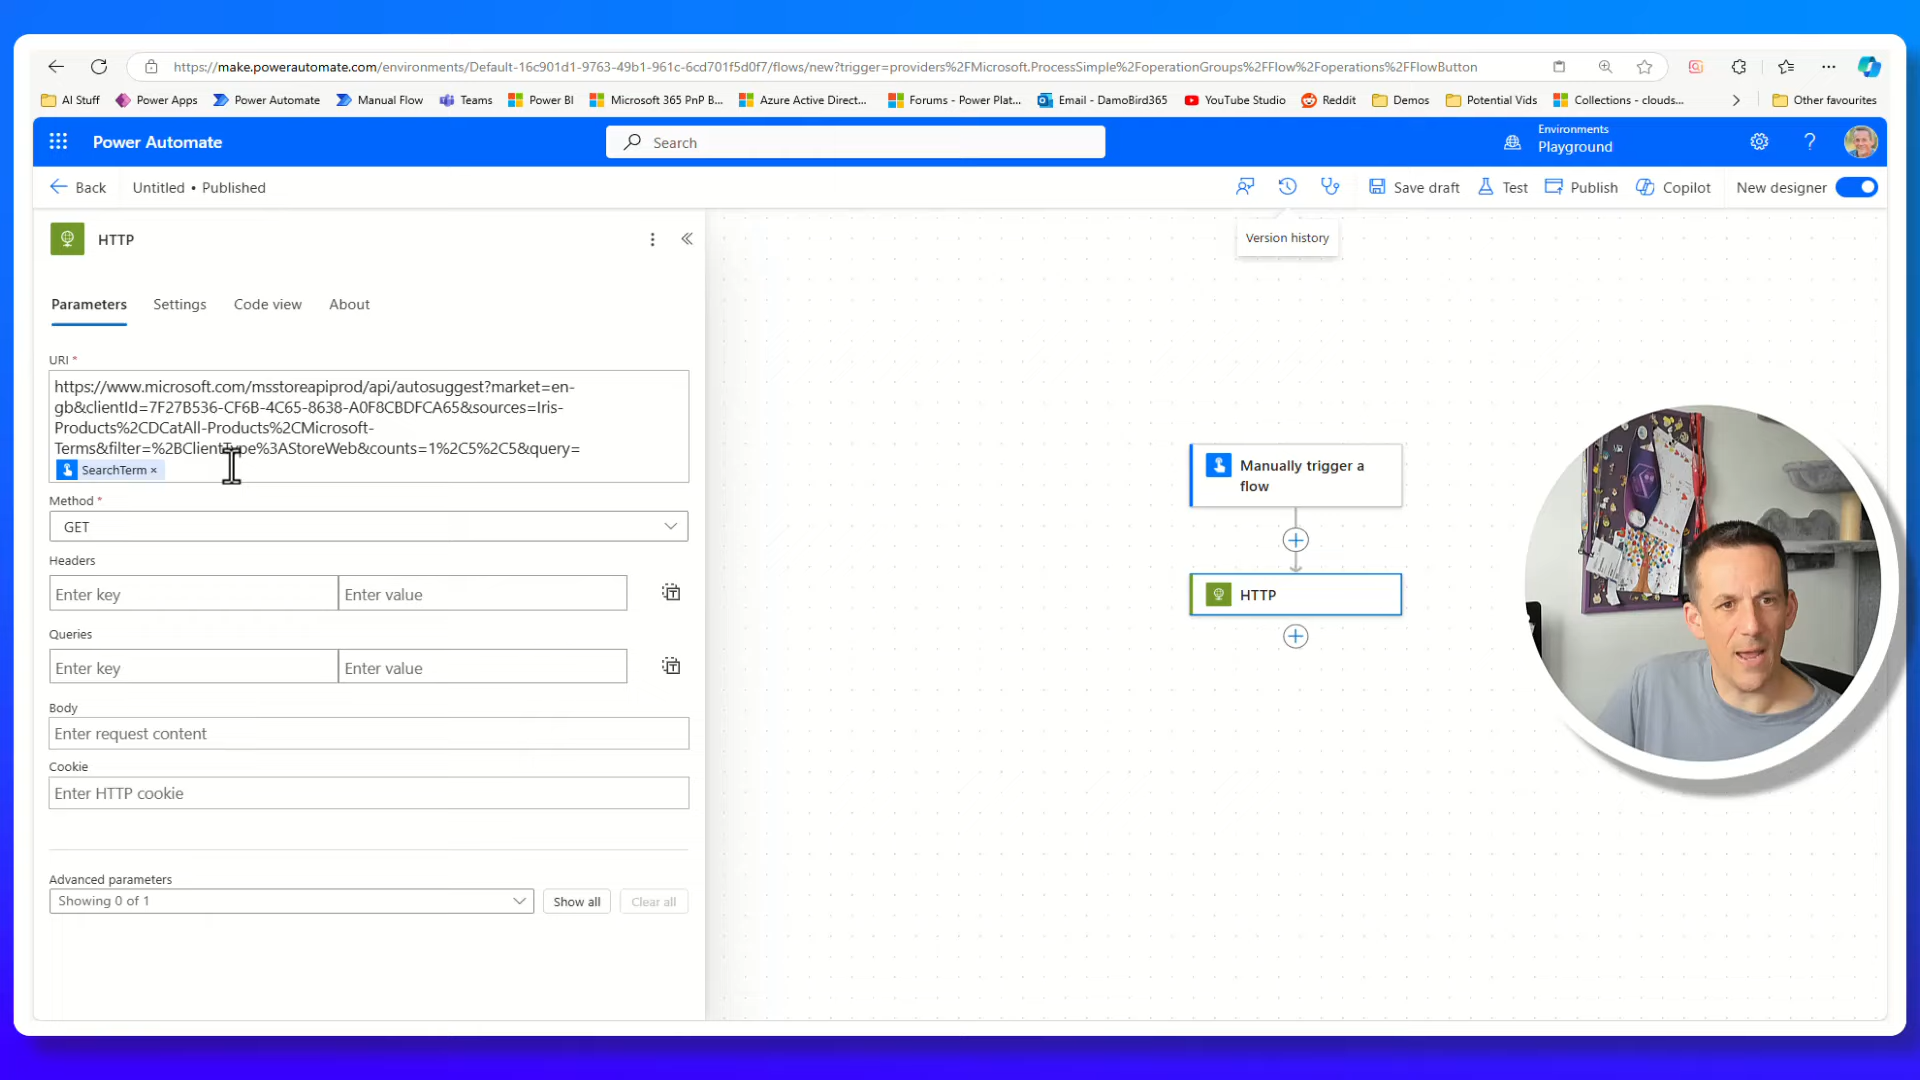 https://make.powerautomate.com/environments/Default-16c901d1-9763-49b1-961c-6cd701f5d0f7/flows/new?trigger=providers%2FMicrosoft.ProcessSimple%2FoperationGroups%2FFlow%2Foperations%2FFlowButton
AI Stuff Power Apps Power Automate Manual Flow Teams Power BI Microsoft 365 PnP B... Azure Active Direct... Forums - Power Plat... Email - DamoBird365 YouTube Studio Reddit Demos Potential Vids Collections - clouds... Other favourites
Power Automate
Search
Environments
Playground
Back Untitled • Published Save draft Test Publish Copilot New designer
Version history
HTTP
Parameters Settings Code view About
URI *
https://www.microsoft.com/msstoreapiprod/api/autosuggest?market=en-
gb&clientId=7F27B536-CF6B-4C65-8638-A0F8CBDFCA65&sources=Iris-
Products%2CDCatAll-Products%2CMicrosoft-
Terms&filter=%2BClientType%3AStoreWeb&counts=1%2C5%2C5&query=
SearchTerm ×
Method *
GET
Headers
Enter key Enter value
Queries
Enter key Enter value
Body
Enter request content
Cookie
Enter HTTP cookie
Advanced parameters
Showing 0 of 1 Show all Clear all
Manually trigger a
flow
HTTP